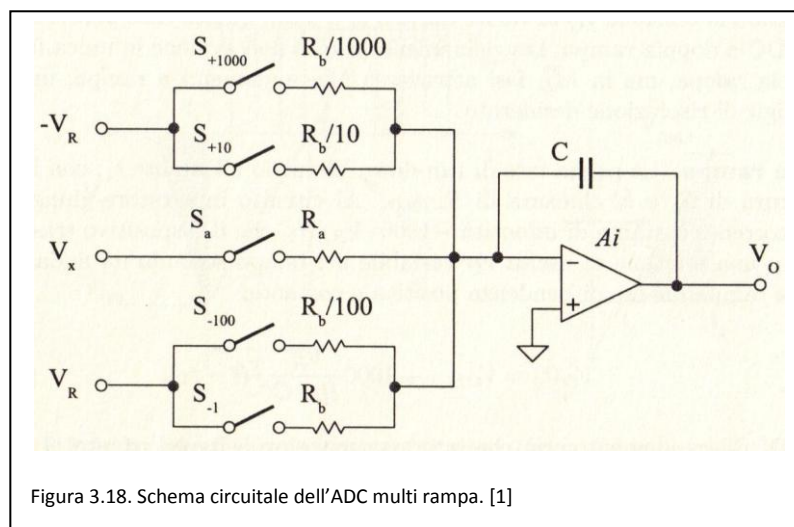 S+1000 Rb/1000
-VR
S+10 Rb/10
C
Sa Ra
Ai
Vx
VO
S-100 Rb/100
VR
S-1 Rb
Figura 3.18. Schema circuitale dell'ADC multi rampa. [1]